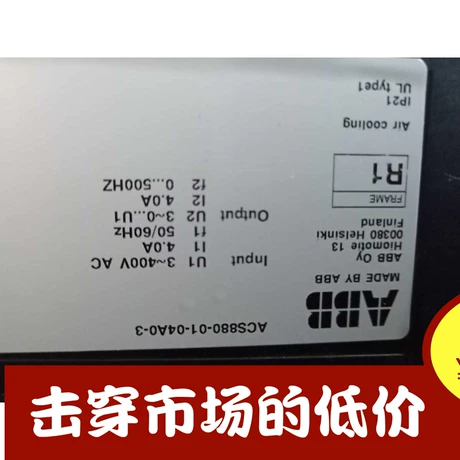 ACS880-01-04A0-3
ABB
MADE BY ABB
ABB Oy
Hiomotie 13
00380 Helsinki
Finland
FRAME
R1
Air cooling
IP21
UL type1
Input
U1 3~400V AC
I1 4.0A
f1 50/60Hz
Output
U2 3~0...U1
I2 4.0A
f2 0...500HZ
击穿市场的低价